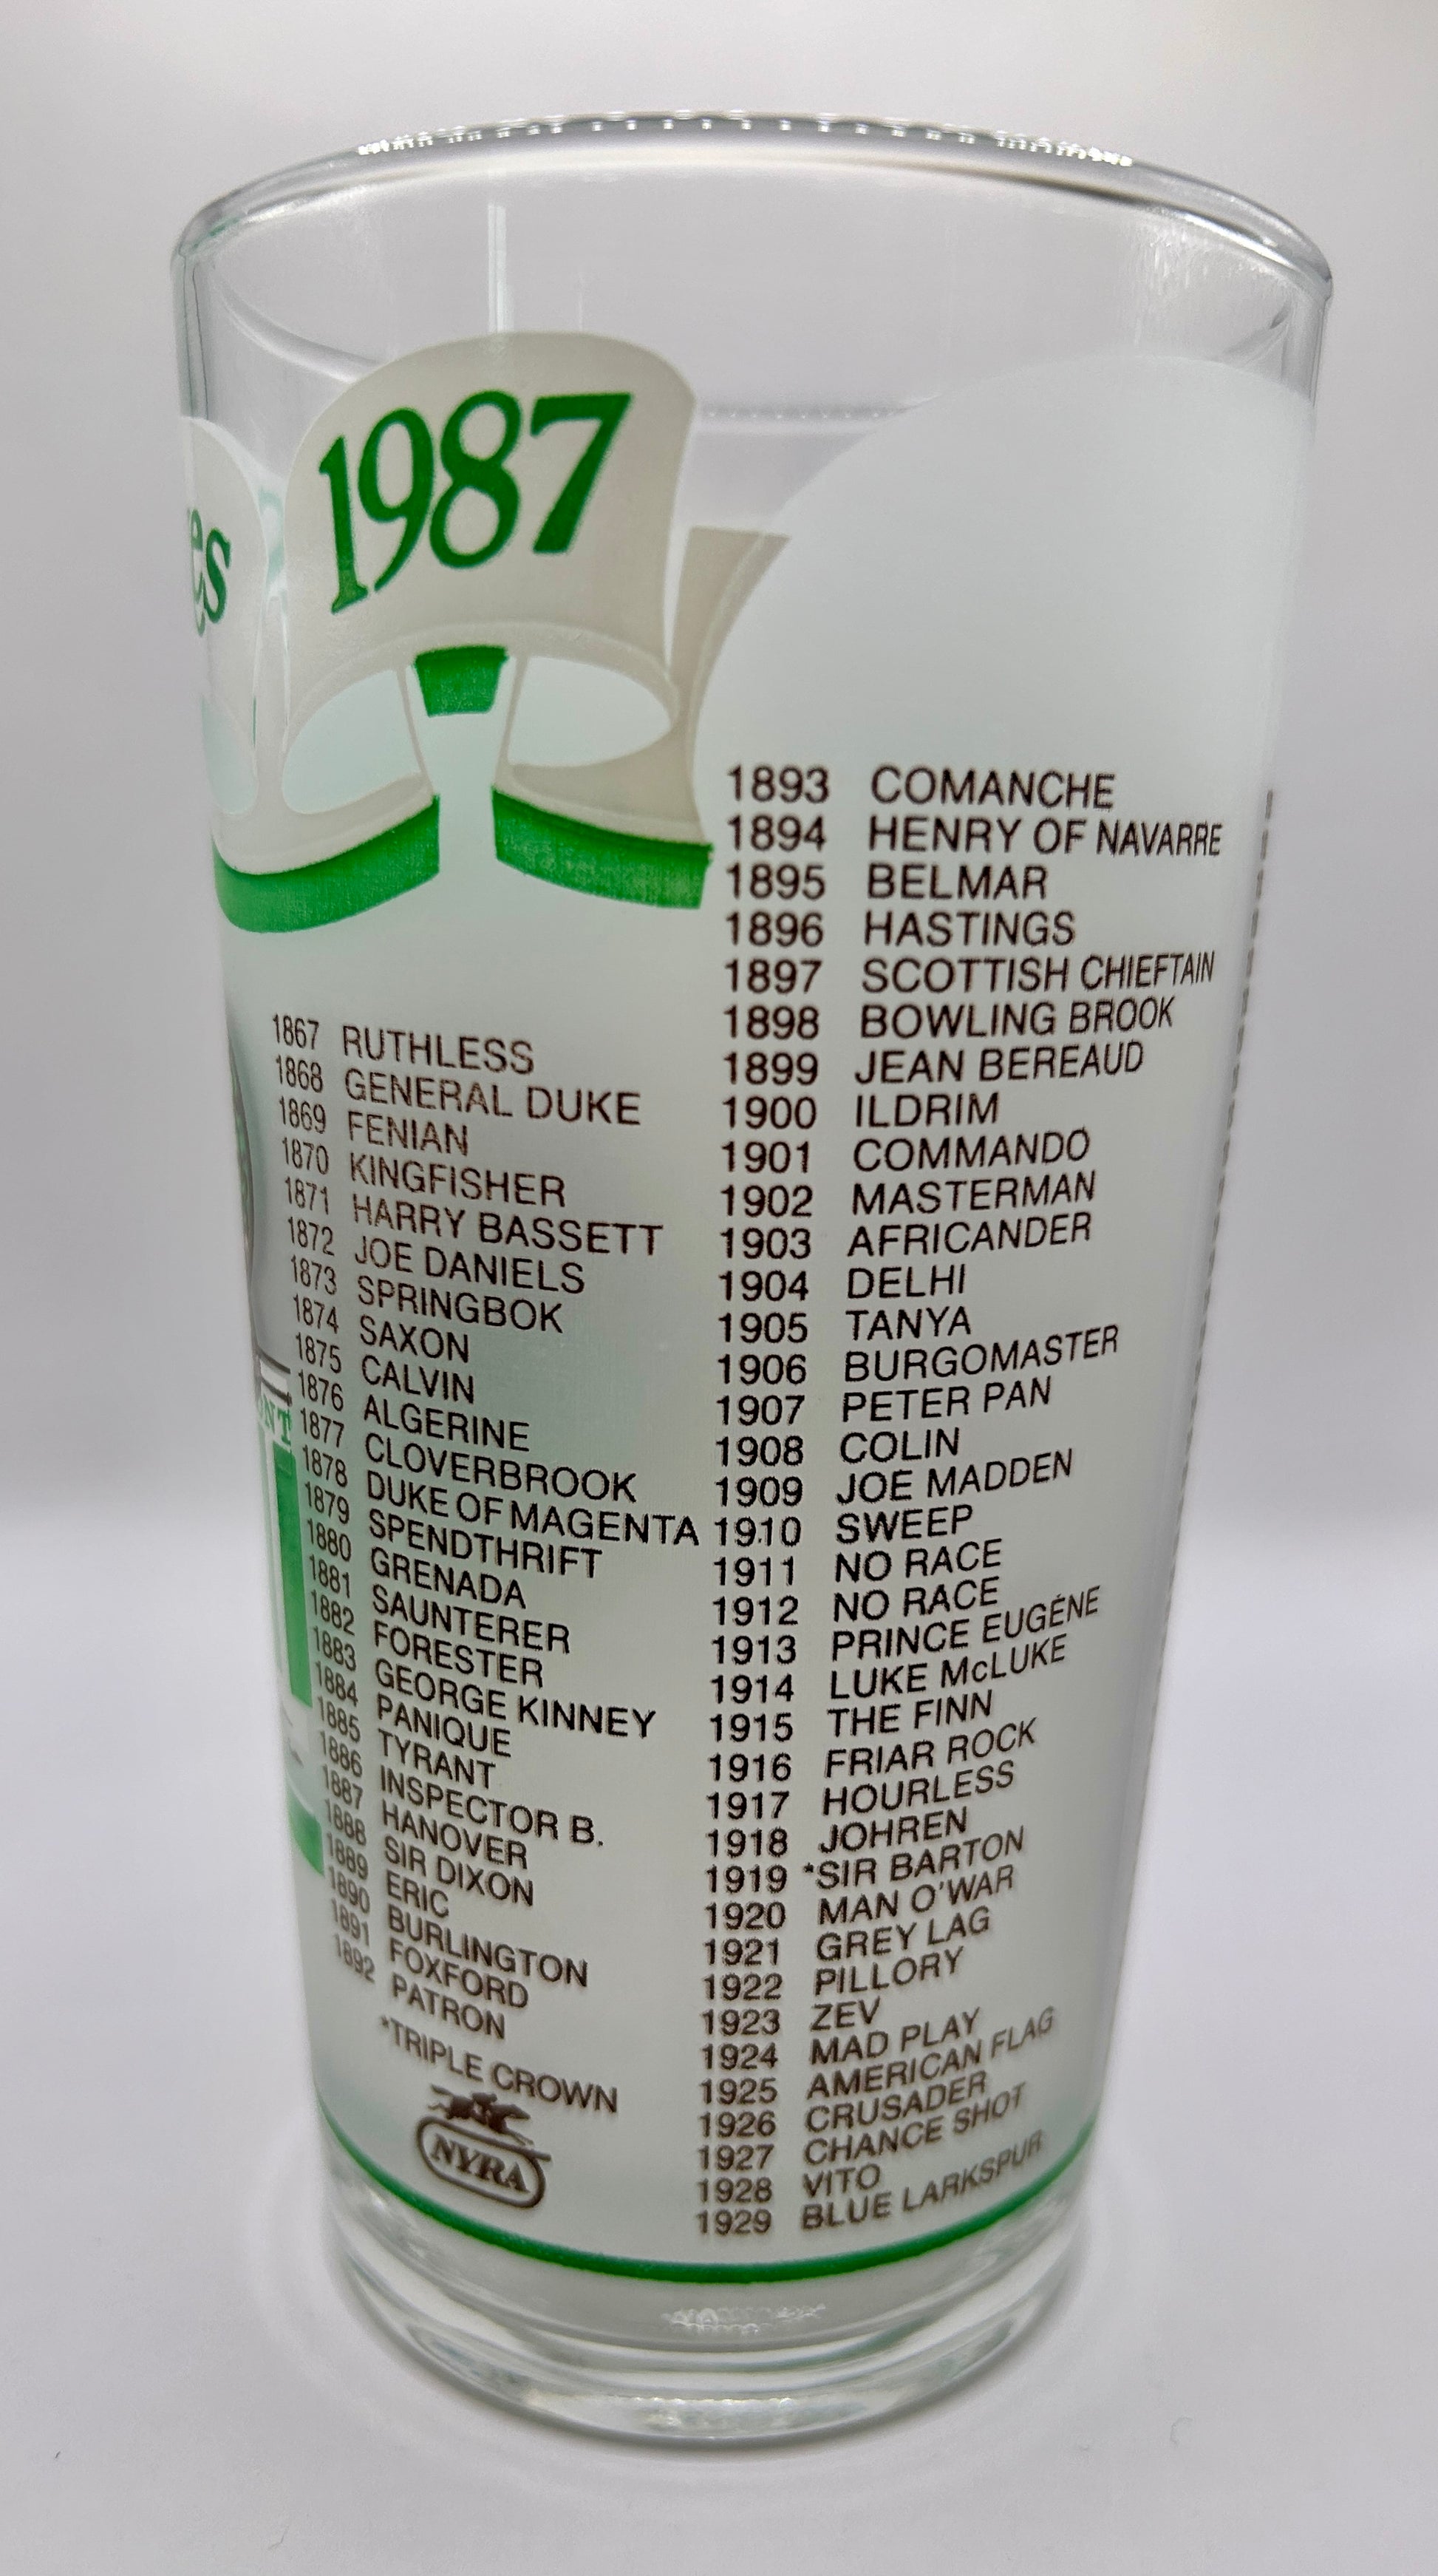 es
1987
ONT
1867 RUTHLESS
1868 GENERAL DUKE
1869 FENIAN
1870 KINGFISHER
1871 HARRY BASSETT
1872 JOE DANIELS
1873 SPRINGBOK
1874 SAXON
1875 CALVIN
1876 ALGERINE
1877 CLOVERBROOK
1878 DUKE OF MAGENTA
1879 SPENDTHRIFT
1880 GRENADA
1881 SAUNTERER
1882 FORESTER
1883 GEORGE KINNEY
1884 PANIQUE
1885 TYRANT
1886 INSPECTOR B.
1887 HANOVER
1888 SIR DIXON
1889 ERIC
1890 BURLINGTON
1891 FOXFORD
1892 PATRON
*TRIPLE CROWN
NYRA
1893 COMANCHE
1894 HENRY OF NAVARRE
1895 BELMAR
1896 HASTINGS
1897 SCOTTISH CHIEFTAIN
1898 BOWLING BROOK
1899 JEAN BEREAUD
1900 ILDRIM
1901 COMMANDO
1902 MASTERMAN
1903 AFRICANDER
1904 DELHI
1905 TANYA
1906 BURGOMASTER
1907 PETER PAN
1908 COLIN
1909 JOE MADDEN
1910 SWEEP
1911 NO RACE
1912 NO RACE
1913 PRINCE EUGÉNE
1914 LUKE McLUKE
1915 THE FINN
1916 FRIAR ROCK
1917 HOURLESS
1918 JOHREN
1919 *SIR BARTON
1920 MAN O'WAR
1921 GREY LAG
1922 PILLORY
1923 ZEV
1924 MAD PLAY
1925 AMERICAN FLAG
1926 CRUSADER
1927 CHANCE SHOT
1928 VITO
1929 BLUE LARKSPUR